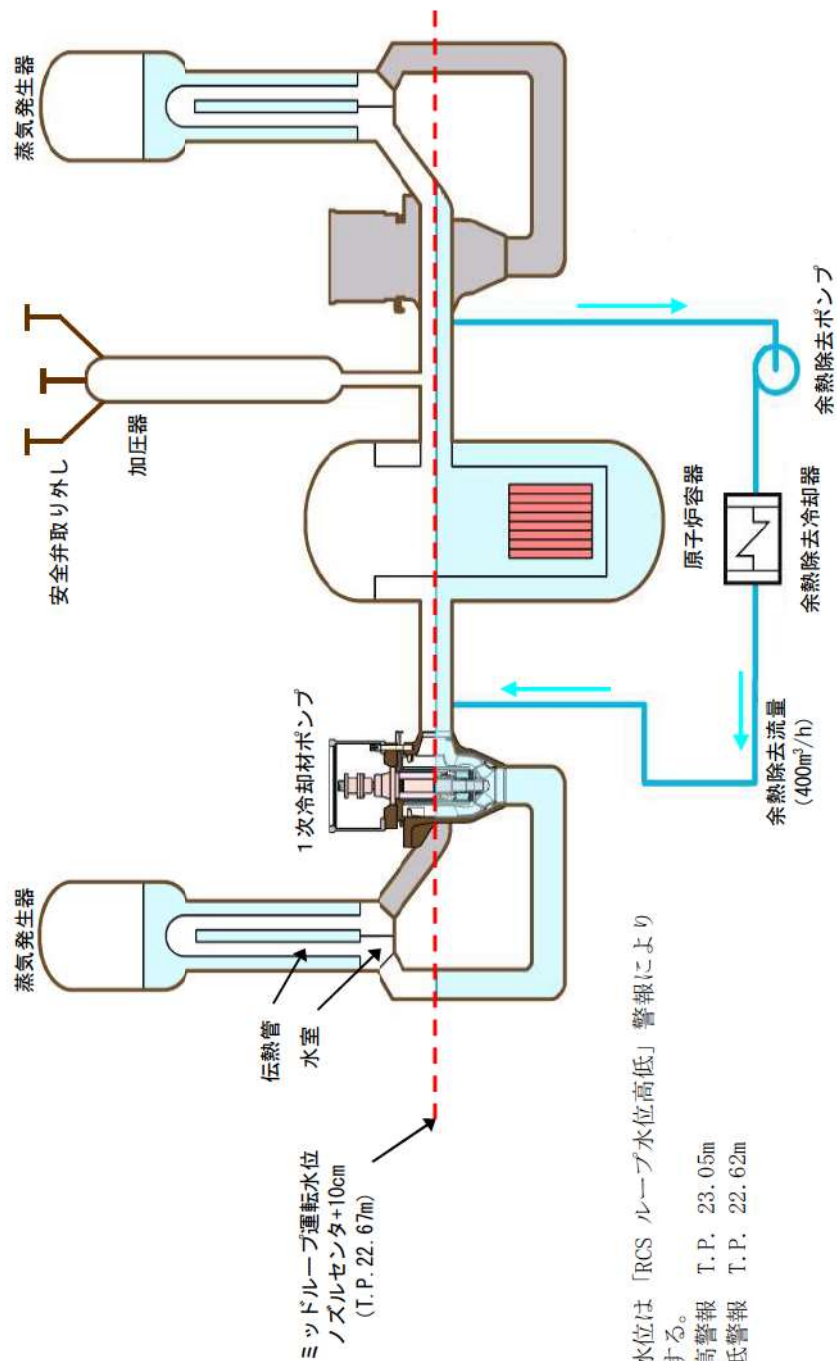 蒸気発生器
蒸気発生器
安全弁取り外し
加圧器
1次冷却材ポンプ
伝熱管
水室
ミッドループ運転水位
ノズルセンタ+10cm
(T.P.22.67m)
原子炉容器
余熱除去冷却器
余熱除去ポンプ
余熱除去流量
(400m³/h)
水位は「RCS ループ水位高低」警報により
する。
高警報 T.P. 23.05m
低警報 T.P. 22.62m